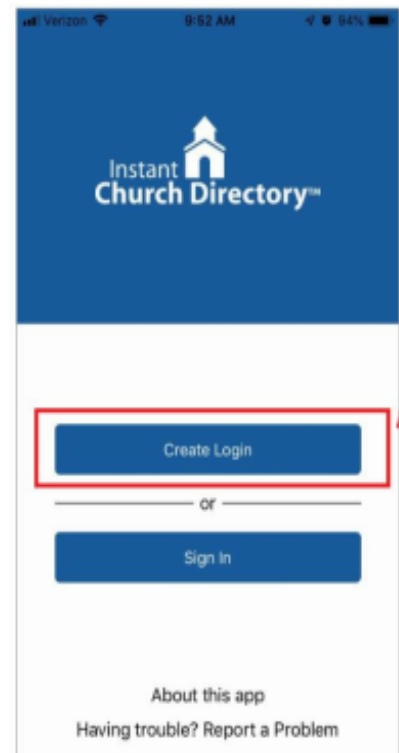 Verizon 9:52 AM 94%
Instant
Church Directory™
Create Login
or
Sign In
About this app
Having trouble? Report a Problem